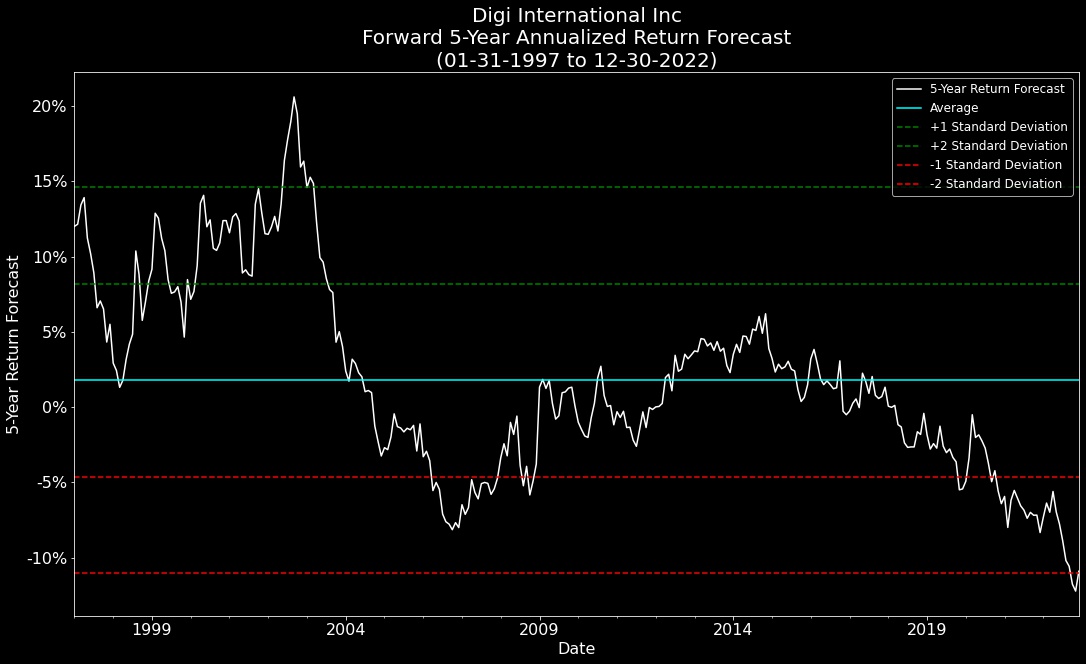 Digi International Inc
Forward 5-Year Annualized Return Forecast
(01-31-1997 to 12-30-2022)
5-Year Return Forecast
Average
+1 Standard Deviation
+2 Standard Deviation
-1 Standard Deviation
-2 Standard Deviation
5-Year Return Forecast
20%
15%
10%
5%
0%
-5%
-10%
1999
2004
2009
2014
2019
Date